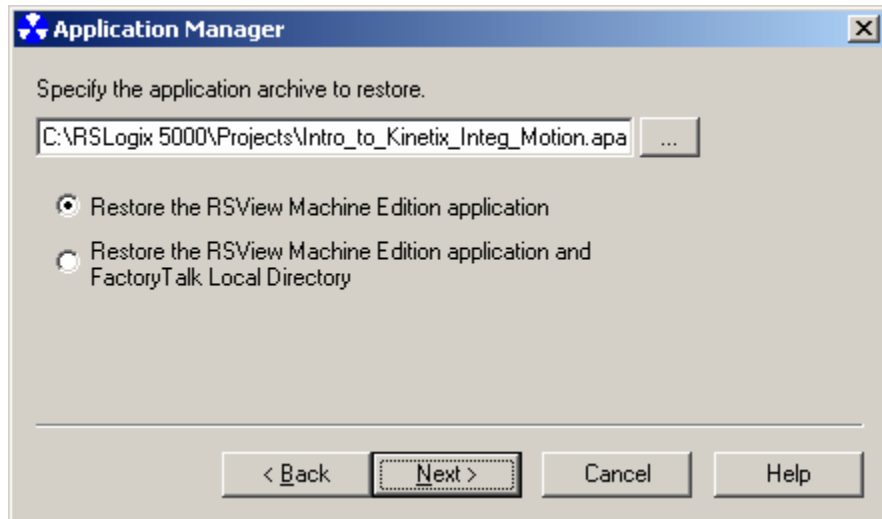 Application Manager
Specify the application archive to restore.
C:\RSLogix 5000\Projects\Intro_to_Kinetix_Integ_Motion.apa
...
Restore the RSView Machine Edition application
Restore the RSView Machine Edition application and
FactoryTalk Local Directory
< Back
Next >
Cancel
Help